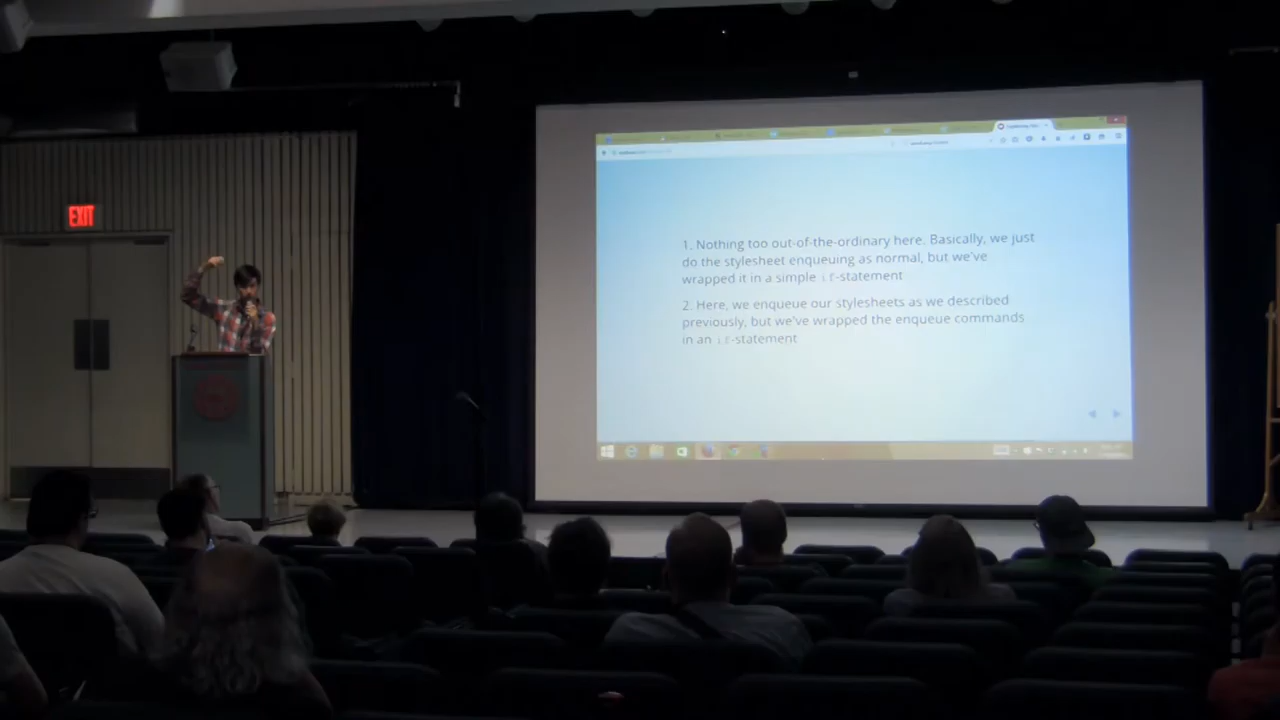 EXIT
1. Nothing too out-of-the-ordinary here. Basically, we just
do the stylesheet enqueuing as normal, but we've
wrapped it in a simple if-statement
2. Here, we enqueue our stylesheets as we described
previously, but we've wrapped the enqueue commands
in an if-statement